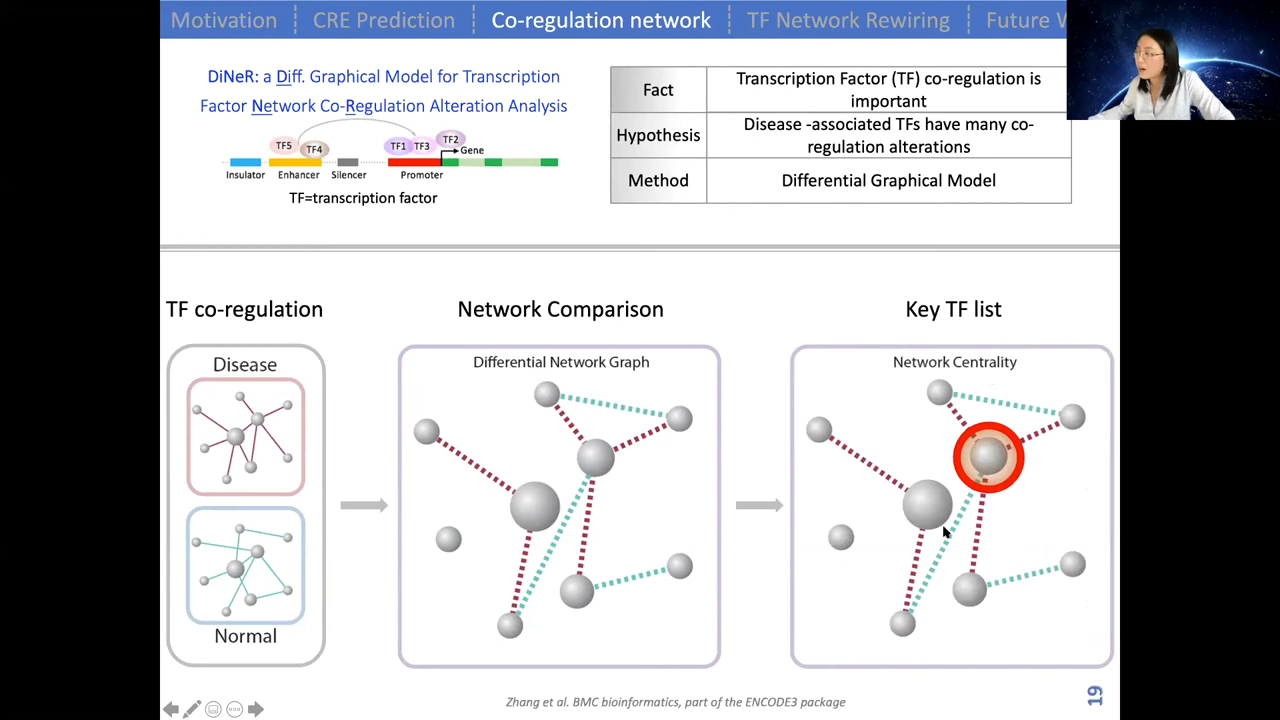 Motivation
CRE Prediction
Co-regulation network
TF Network Rewiring
Future
DiNeR: a Diff. Graphical Model for Transcription
Factor Network Co-Regulation Alteration Analysis
TF5
TF4
TF1
TF3
TF2
Gene
Insulator
Enhancer
Silencer
Promoter
TF=transcription factor
Fact
Transcription Factor (TF) co-regulation is
important
Hypothesis
Disease -associated TFs have many co-
regulation alterations
Method
Differential Graphical Model
TF co-regulation
Network Comparison
Key TF list
Disease
Normal
Differential Network Graph
Network Centrality
Zhang et al. BMC bioinformatics, part of the ENCODE3 package
19